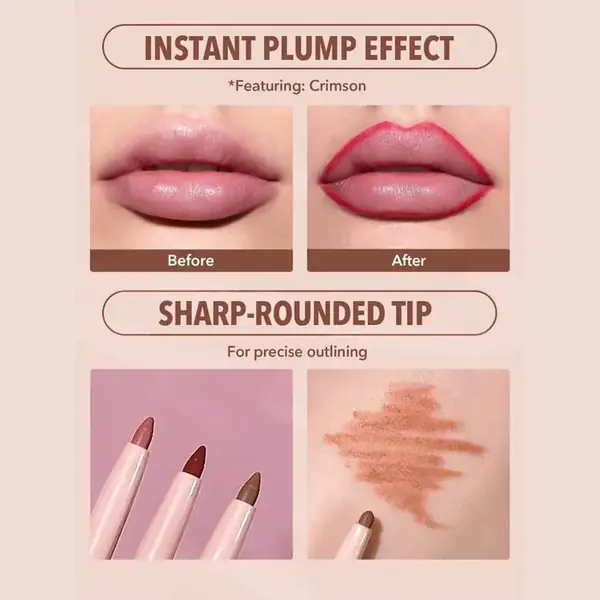 INSTANT PLUMP EFFECT
*Featuring: Crimson
Before
After
SHARP-ROUNDED TIP
For precise outlining